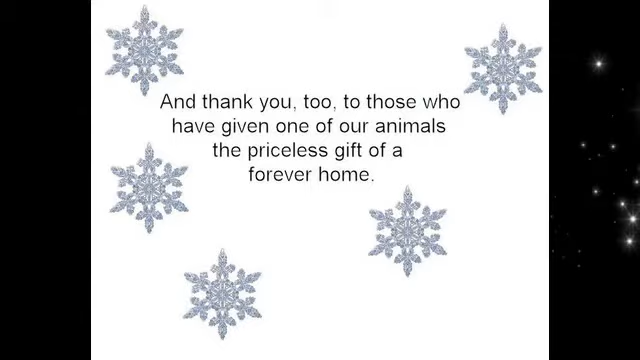 And thank you, too, to those who
have given one of our animals
the priceless gift of a
forever home.